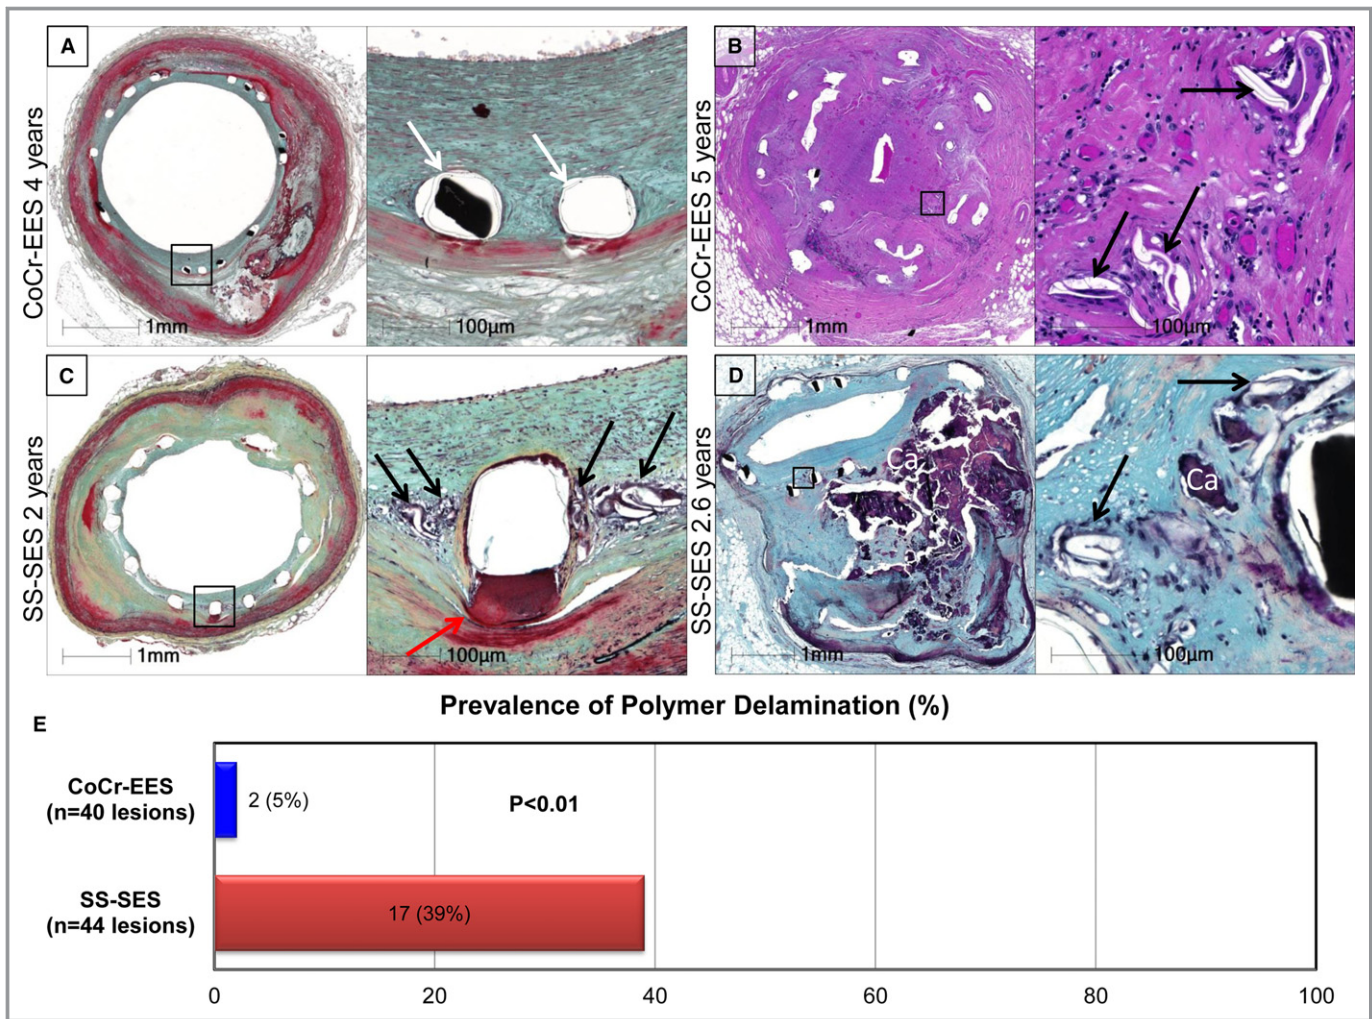 A
CoCr-EES 4 years
1mm
100µm
B
CoCr-EES 5 years
1mm
100µm
C
SS-SES 2 years
1mm
100µm
D
SS-SES 2.6 years
Ca
1mm
Ca
100µm
Prevalence of Polymer Delamination (%)
E
CoCr-EES
(n=40 lesions)
2 (5%)
P<0.01
SS-SES
(n=44 lesions)
17 (39%)
0 20 40 60 80 100